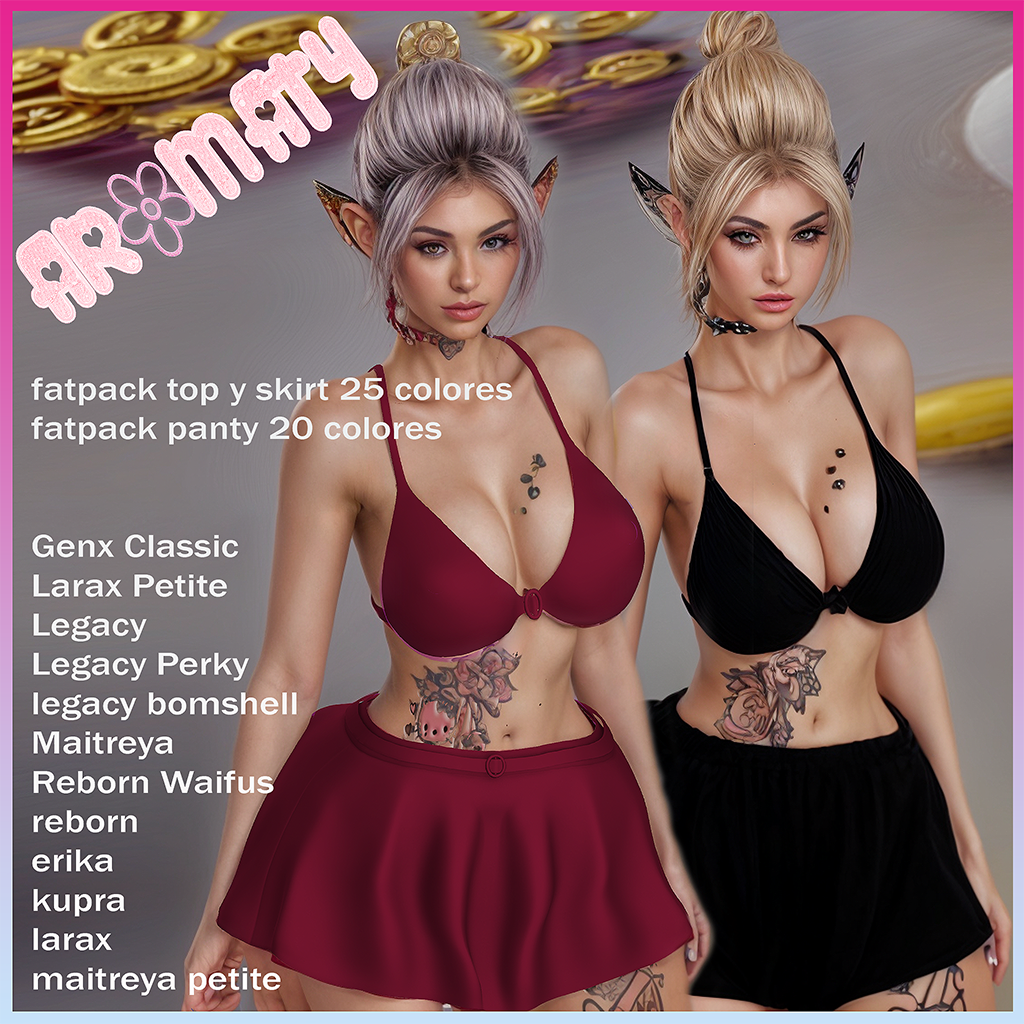 AROMATY
fatpack top y skirt 25 colores
fatpack panty 20 colores
Genx Classic
Larax Petite
Legacy
Legacy Perky
legacy bomshell
Maitreya
Reborn Waifus
reborn
erika
kupra
larax
maitreya petite